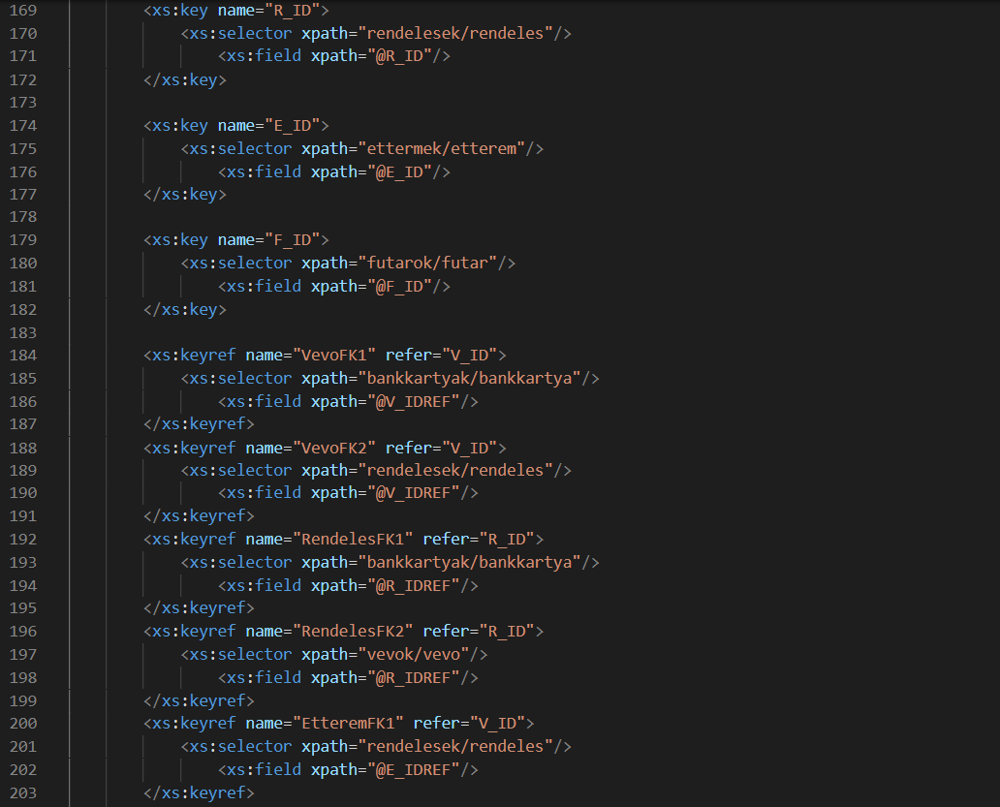 169 <xs:key name="R_ID">
170 <xs:selector xpath="rendelesek/rendeles"/>
171 <xs:field xpath="@R_ID"/>
172 </xs:key>
173
174 <xs:key name="E_ID">
175 <xs:selector xpath="ettermek/etterem"/>
176 <xs:field xpath="@E_ID"/>
177 </xs:key>
178
179 <xs:key name="F_ID">
180 <xs:selector xpath="futarok/futar"/>
181 <xs:field xpath="@F_ID"/>
182 </xs:key>
183
184 <xs:keyref name="VevoFK1" refer="V_ID">
185 <xs:selector xpath="bankkartyak/bankkartya"/>
186 <xs:field xpath="@V_IDREF"/>
187 </xs:keyref>
188 <xs:keyref name="VevoFK2" refer="V_ID">
189 <xs:selector xpath="rendelesek/rendeles"/>
190 <xs:field xpath="@V_IDREF"/>
191 </xs:keyref>
192 <xs:keyref name="RendelesFK1" refer="R_ID">
193 <xs:selector xpath="bankkartyak/bankkartya"/>
194 <xs:field xpath="@R_IDREF"/>
195 </xs:keyref>
196 <xs:keyref name="RendelesFK2" refer="R_ID">
197 <xs:selector xpath="vevok/vevo"/>
198 <xs:field xpath="@R_IDREF"/>
199 </xs:keyref>
200 <xs:keyref name="EtteremFK1" refer="V_ID">
201 <xs:selector xpath="rendelesek/rendeles"/>
202 <xs:field xpath="@E_IDREF"/>
203 </xs:keyref>